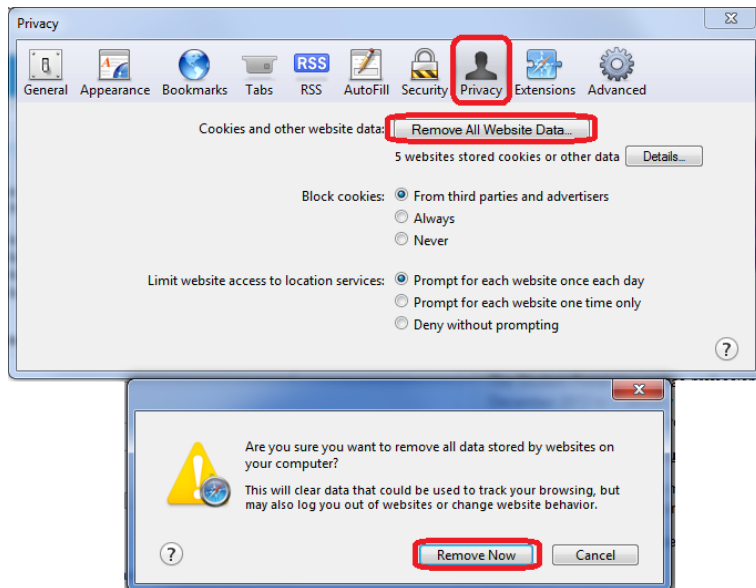 Privacy
RSS
General Appearance Bookmarks Tabs RSS AutoFill Security Privacy Extensions Advanced
Cookies and other website data: Remove All Website Data...
5 websites stored cookies or other data Details...
Block cookies: From third parties and advertisers
Always
Never
Limit website access to location services: Prompt for each website once each day
Prompt for each website one time only
Deny without prompting
?
Are you sure you want to remove all data stored by websites on
your computer?
This will clear data that could be used to track your browsing, but
may also log you out of websites or change website behavior.
? Remove Now Cancel